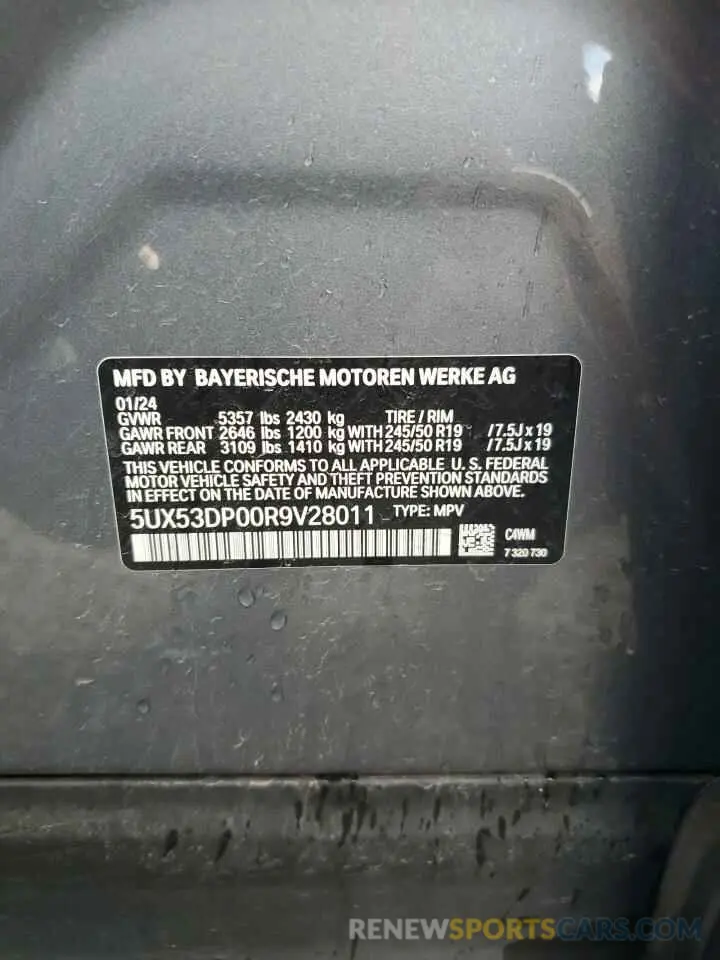 MFD BY BAYERISCHE MOTOREN WERKE AG
01/24
GVWR 5357 lbs 2430 kg TIRE / RIM
GAWR FRONT 2646 lbs 1200 kg WITH 245/50 R19 /7.5J x 19
GAWR REAR 3109 lbs 1410 kg WITH 245/50 R19 /7.5J x 19
THIS VEHICLE CONFORMS TO ALL APPLICABLE U. S. FEDERAL
MOTOR VEHICLE SAFETY AND THEFT PREVENTION STANDARDS
IN EFFECT ON THE DATE OF MANUFACTURE SHOWN ABOVE.
5UX53DP00R9V28011 TYPE: MPV
C4WM
7 320 730
RENEWSPORTSCARS.COM